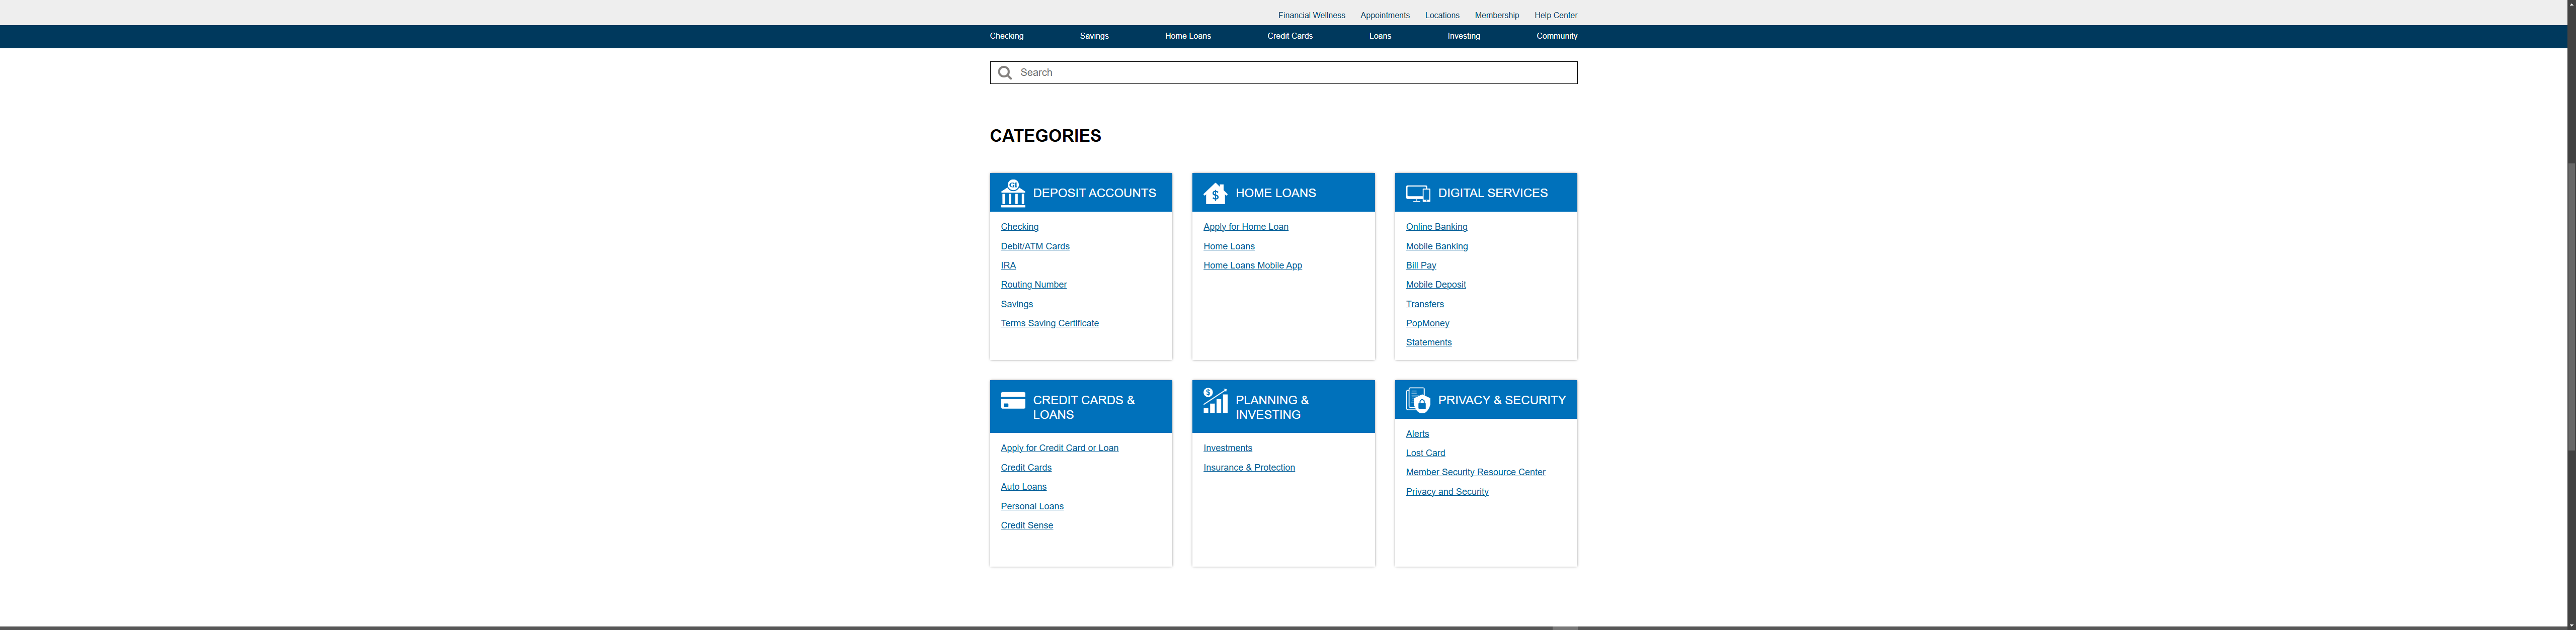 Financial Wellness Appointments Locations Membership Help Center
Checking Savings Home Loans Credit Cards Loans Investing Community
Search
CATEGORIES
DEPOSIT ACCOUNTS
Checking
Debit/ATM Cards
IRA
Routing Number
Savings
Terms Saving Certificate
HOME LOANS
Apply for Home Loan
Home Loans
Home Loans Mobile App
DIGITAL SERVICES
Online Banking
Mobile Banking
Bill Pay
Mobile Deposit
Transfers
PopMoney
Statements
CREDIT CARDS &
LOANS
Apply for Credit Card or Loan
Credit Cards
Auto Loans
Personal Loans
Credit Sense
PLANNING &
INVESTING
Investments
Insurance & Protection
PRIVACY & SECURITY
Alerts
Lost Card
Member Security Resource Center
Privacy and Security